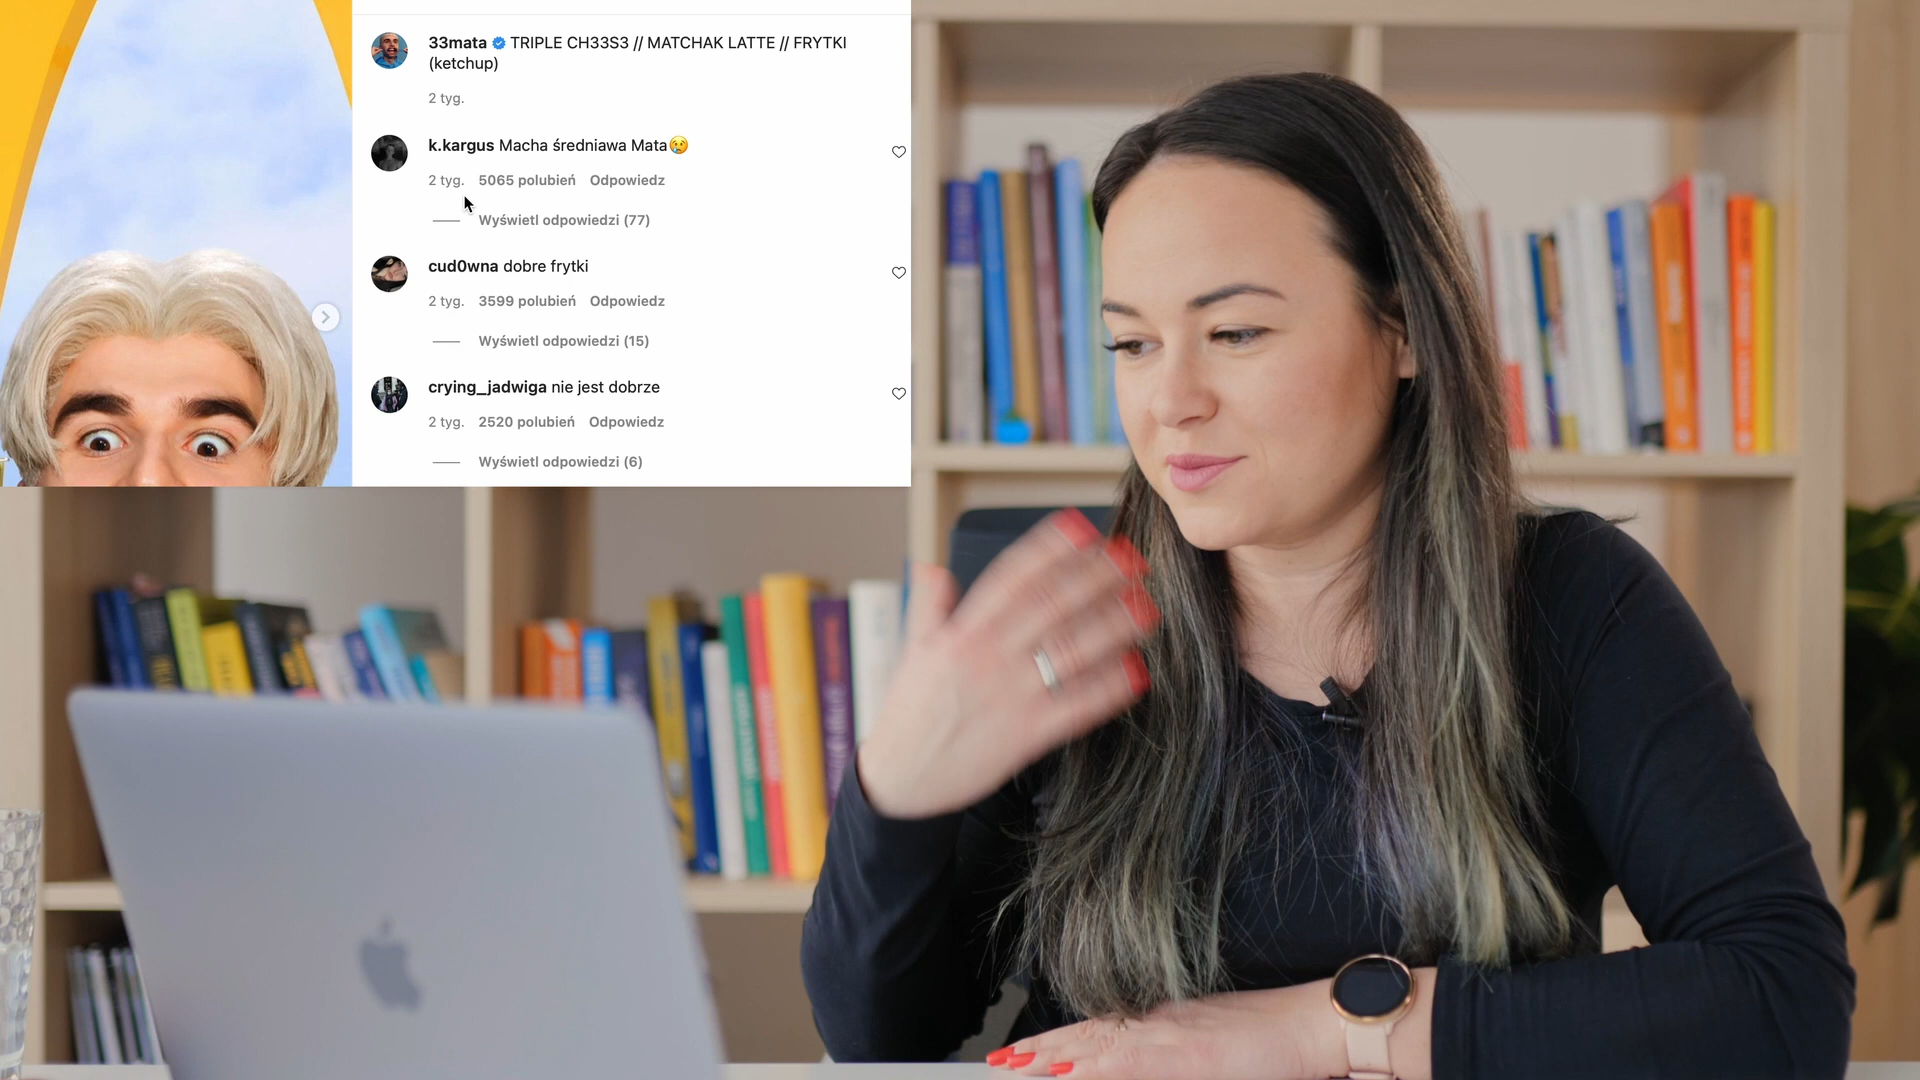 33mata TRIPLE CH33S3 // MATCHAK LATTE // FRYTKI
(ketchup)
2 tyg.
k.kargus Macha średniawa Mata😢
2 tyg. 5065 polubień Odpowiedz
Wyświetl odpowiedzi (77)
cud0wna dobre frytki
2 tyg. 3599 polubień Odpowiedz
Wyświetl odpowiedzi (15)
crying_jadwiga nie jest dobrze
2 tyg. 2520 polubień Odpowiedz
Wyświetl odpowiedzi (6)